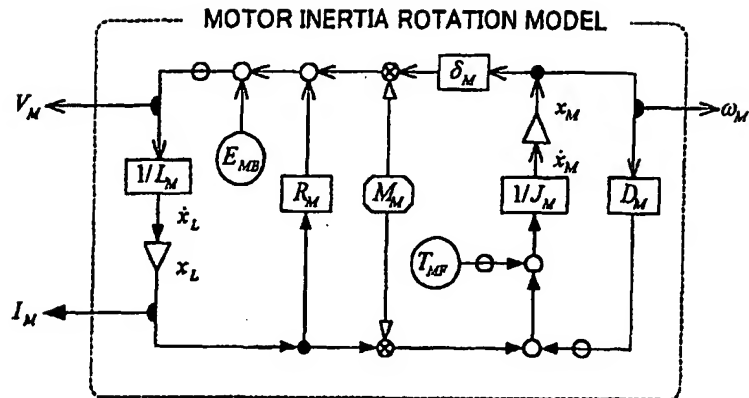 MOTOR INERTIA ROTATION MODEL
δ_M
V_M
x_M
ω_M
E_MB
ẋ_M
1/L_M
R_M
M_M
1/J_M
D_M
ẋ_L
x_L
T_MF
I_M